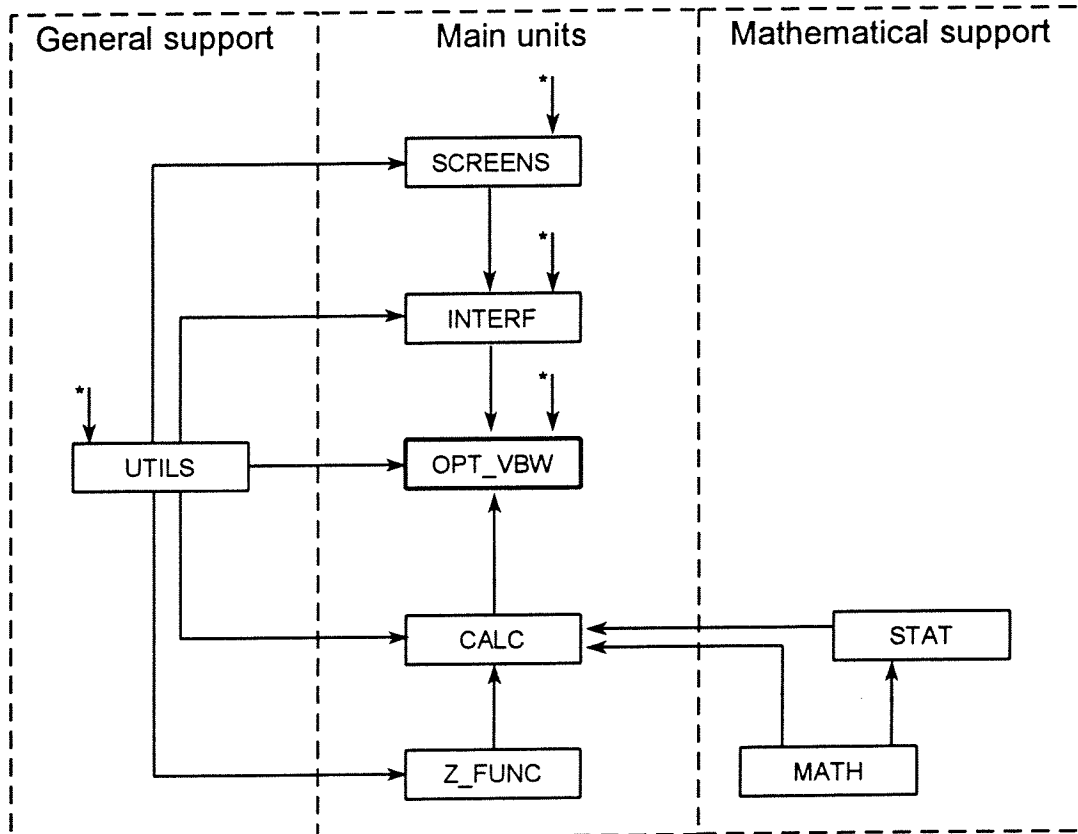 General support
Main units
Mathematical support
*
SCREENS
*
INTERF
*
*
UTILS
OPT_VBW
CALC
STAT
Z_FUNC
MATH